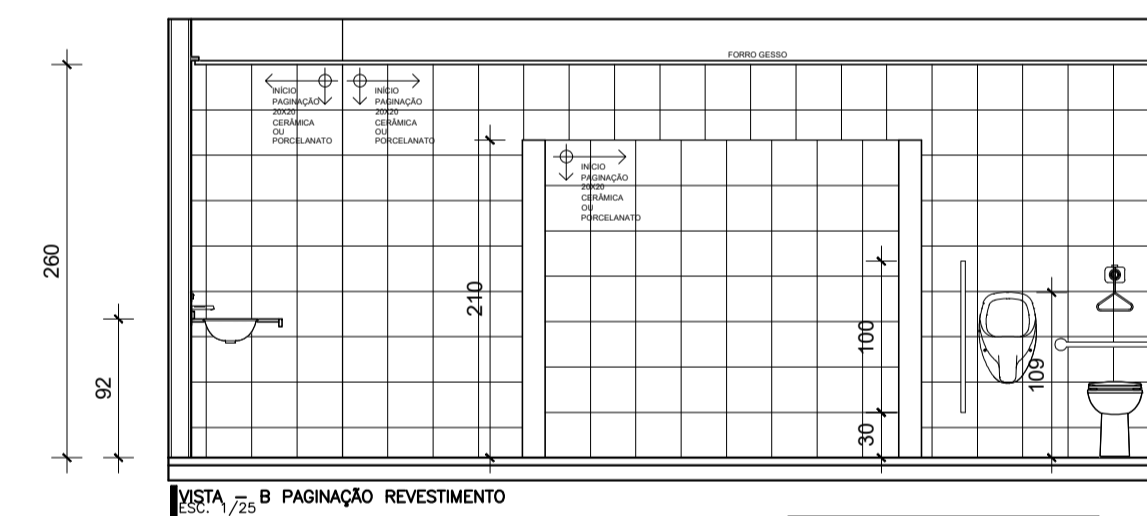 FORRO GESSO
INÍCIO
PAGINAÇÃO
20X20
CERÂMICA
OU
PORCELANATO
INÍCIO
PAGINAÇÃO
20X20
CERÂMICA
OU
PORCELANATO
INÍCIO
PAGINAÇÃO
20X20
CERÂMICA
OU
PORCELANATO
260
92
210
100
30
109
VISTA - B PAGINAÇÃO REVESTIMENTO
ESC. 1/25